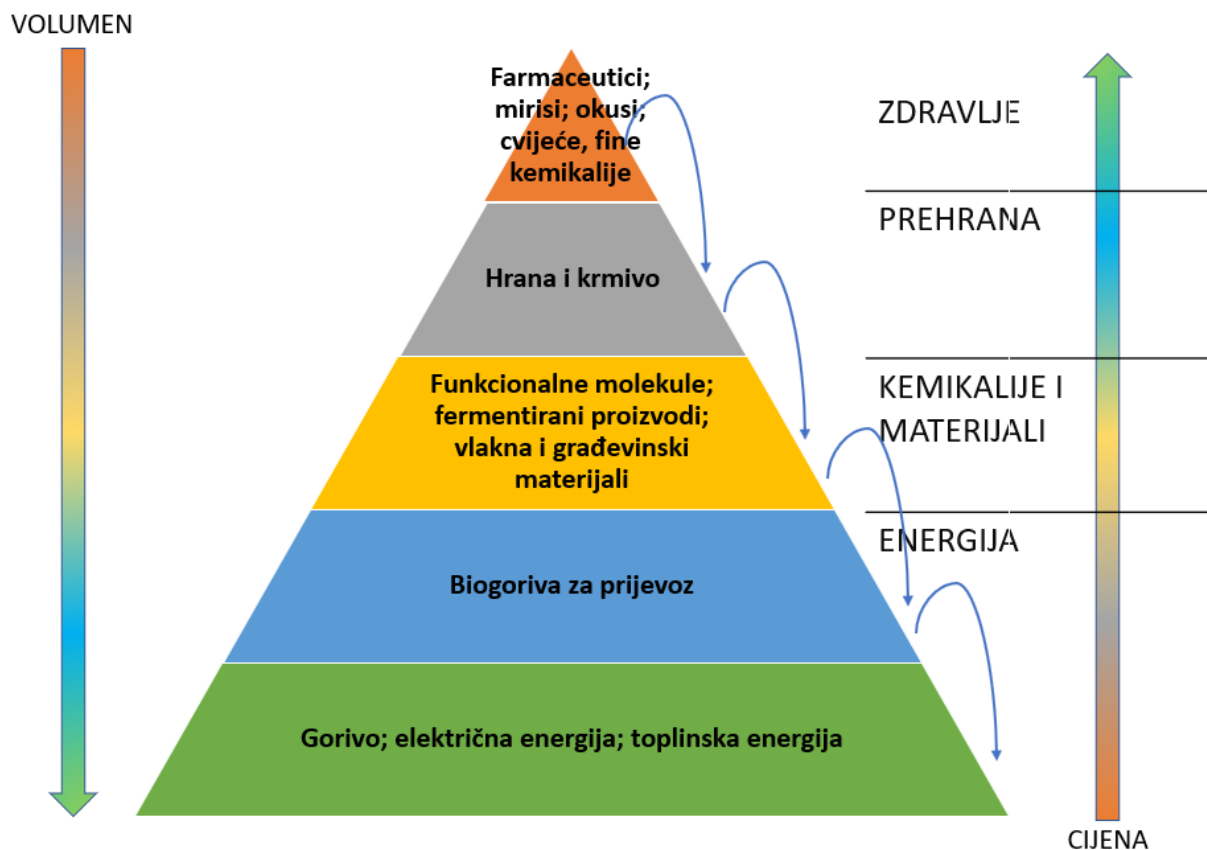 VOLUMEN
Farmaceutici;
mirisi; okusi;
cvijeće, fine
kemikalije
ZDRAVLJE
PREHRANA
Hrana i krmivo
Funkcionalne molekule;
fermentirani proizvodi;
vlakna i građevinski
materijali
KEMIKALIJE I
MATERIJALI
ENERGIJA
Biogoriva za prijevoz
Gorivo; električna energija; toplinska energija
CIJENA